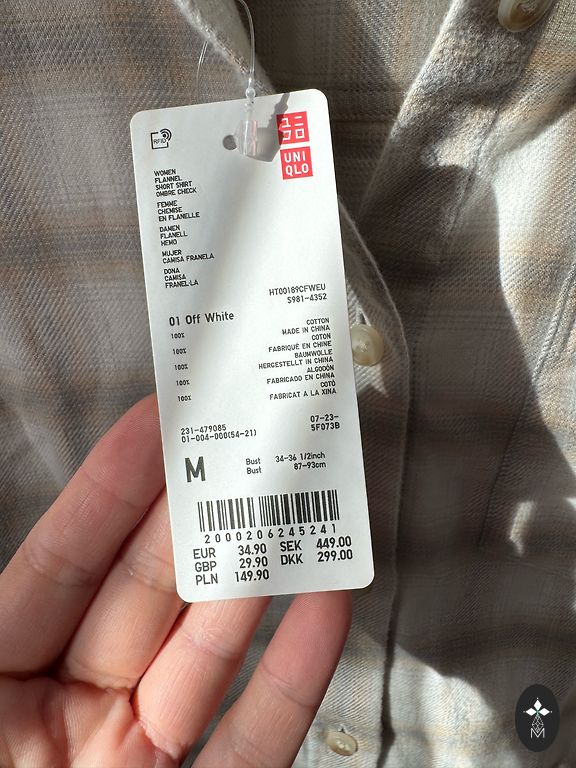 RFID
UNI
QLO
WOMEN
FLANNEL
SHORT SHIRT
OMBRE CHECK
FEMME
CHEMISE
EN FLANELLE
DAMEN
FLANELL
HEMD
MUJER
CAMISA FRANELA
DONA
CAMISA
FRANEL·LA
HT00189CFWEU
S981-4352
01 Off White
100% COTTON
MADE IN CHINA
100% COTON
FABRIQUÉ EN CHINE
100% BAUMWOLLE
HERGESTELLT IN CHINA
100% ALGODÓN
FABRICADO EN CHINA
100% COTÓ
FABRICAT A LA XINA
231-479085 07-23-
01-004-000(54-21) 5F073B
M
Bust 34-36 1/2inch
Bust 87-93cm
2000206245241
EUR 34.90 SEK 449.00
GBP 29.90 DKK 299.00
PLN 149.90
M